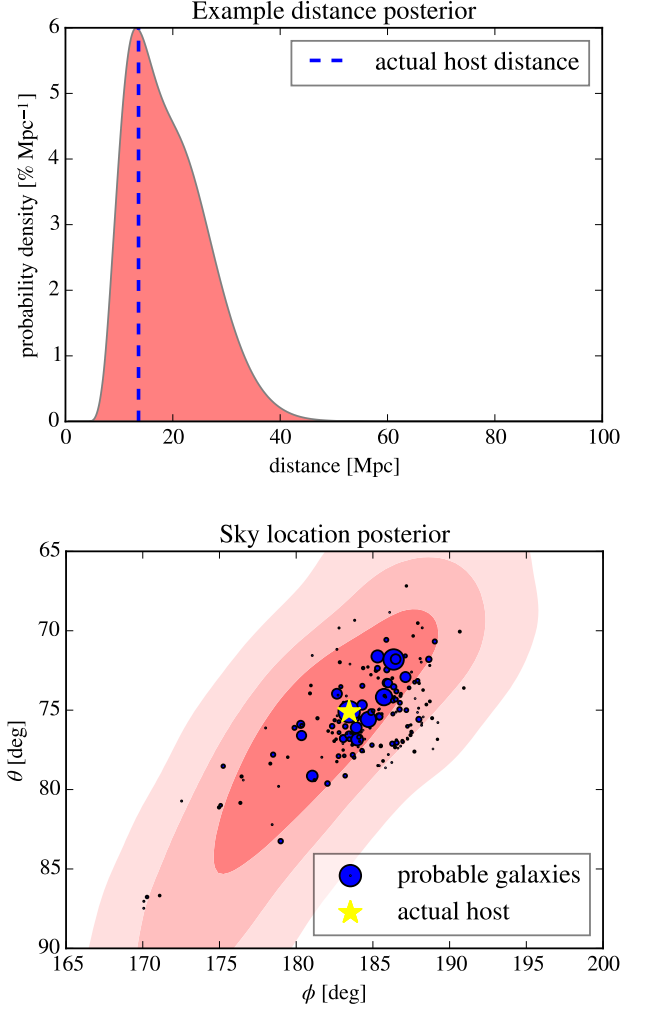 Example distance posterior
actual host distance
probability density [% Mpc⁻¹]
6
5
4
3
2
1
0
0 20 40 60 80 100
distance [Mpc]
Sky location posterior
θ [deg]
65
70
75
80
85
90
probable galaxies
actual host
165 170 175 180 185 190 195 200
ϕ [deg]